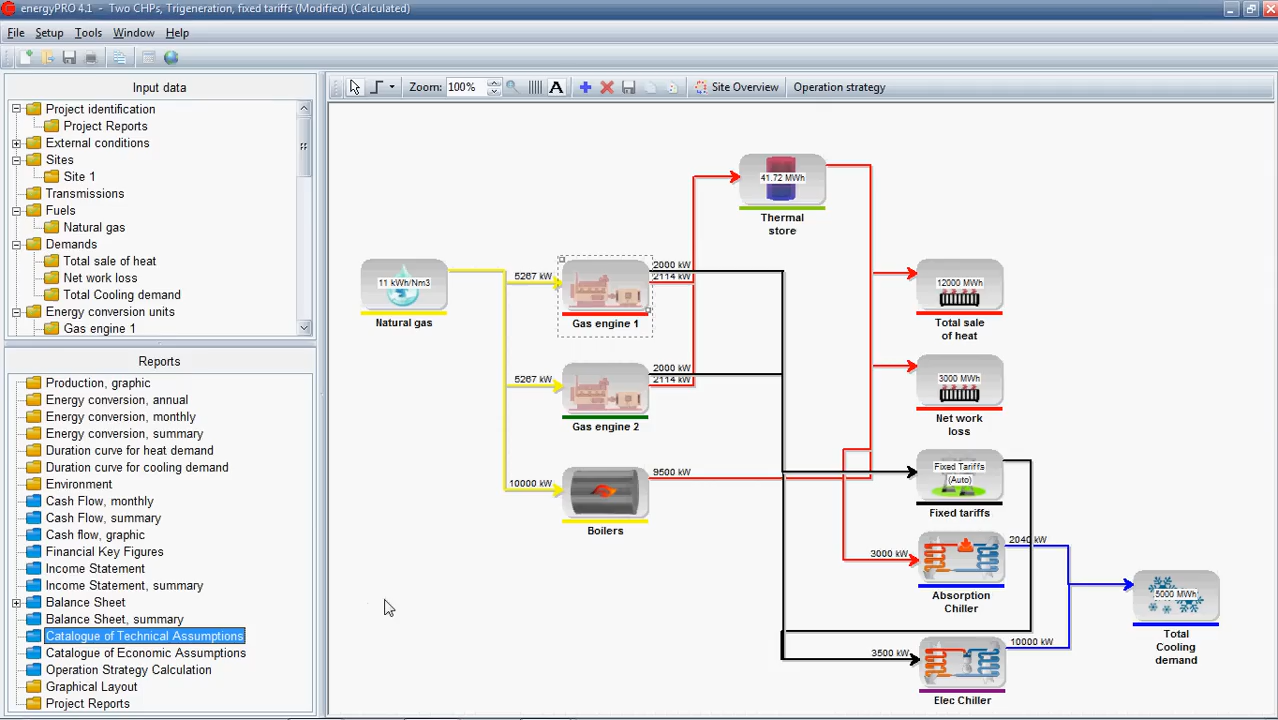 energyPRO 4.1 - Two CHPs, Trigeneration, fixed tariffs (Modified) (Calculated)
File Setup Tools Window Help
Input data
Project identification
Project Reports
External conditions
Sites
Site 1
Transmissions
Fuels
Natural gas
Demands
Total sale of heat
Net work loss
Total Cooling demand
Energy conversion units
Gas engine 1
Reports
Production, graphic
Energy conversion, annual
Energy conversion, monthly
Energy conversion, summary
Duration curve for heat demand
Duration curve for cooling demand
Environment
Cash Flow, monthly
Cash Flow, summary
Cash flow, graphic
Financial Key Figures
Income Statement
Income Statement, summary
Balance Sheet
Balance Sheet, summary
Catalogue of Technical Assumptions
Catalogue of Economic Assumptions
Operation Strategy Calculation
Graphical Layout
Project Reports
Zoom: 100% A Site Overview Operation strategy
41.72 MWh
Thermal
store
11 kWh/Nm3
Natural gas
5267 kW
2000 kW
2114 kW
Gas engine 1
5267 kW
2000 kW
2114 kW
Gas engine 2
10000 kW
9500 kW
Boilers
12000 MWh
Total sale
of heat
3000 MWh
Net work
loss
Fixed Tariffs
(Auto)
Fixed tariffs
3000 kW
2040 kW
Absorption
Chiller
3500 kW
10000 kW
Elec Chiller
5000 MWh
Total
Cooling
demand